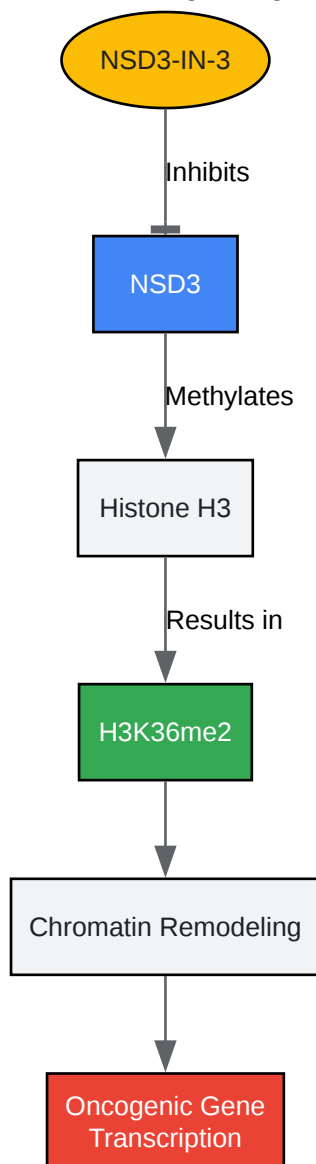 NSD3-IN-3
Inhibits
NSD3
Methylates
Histone H3
Results in
H3K36me2
Chromatin Remodeling
Oncogenic Gene
Transcription